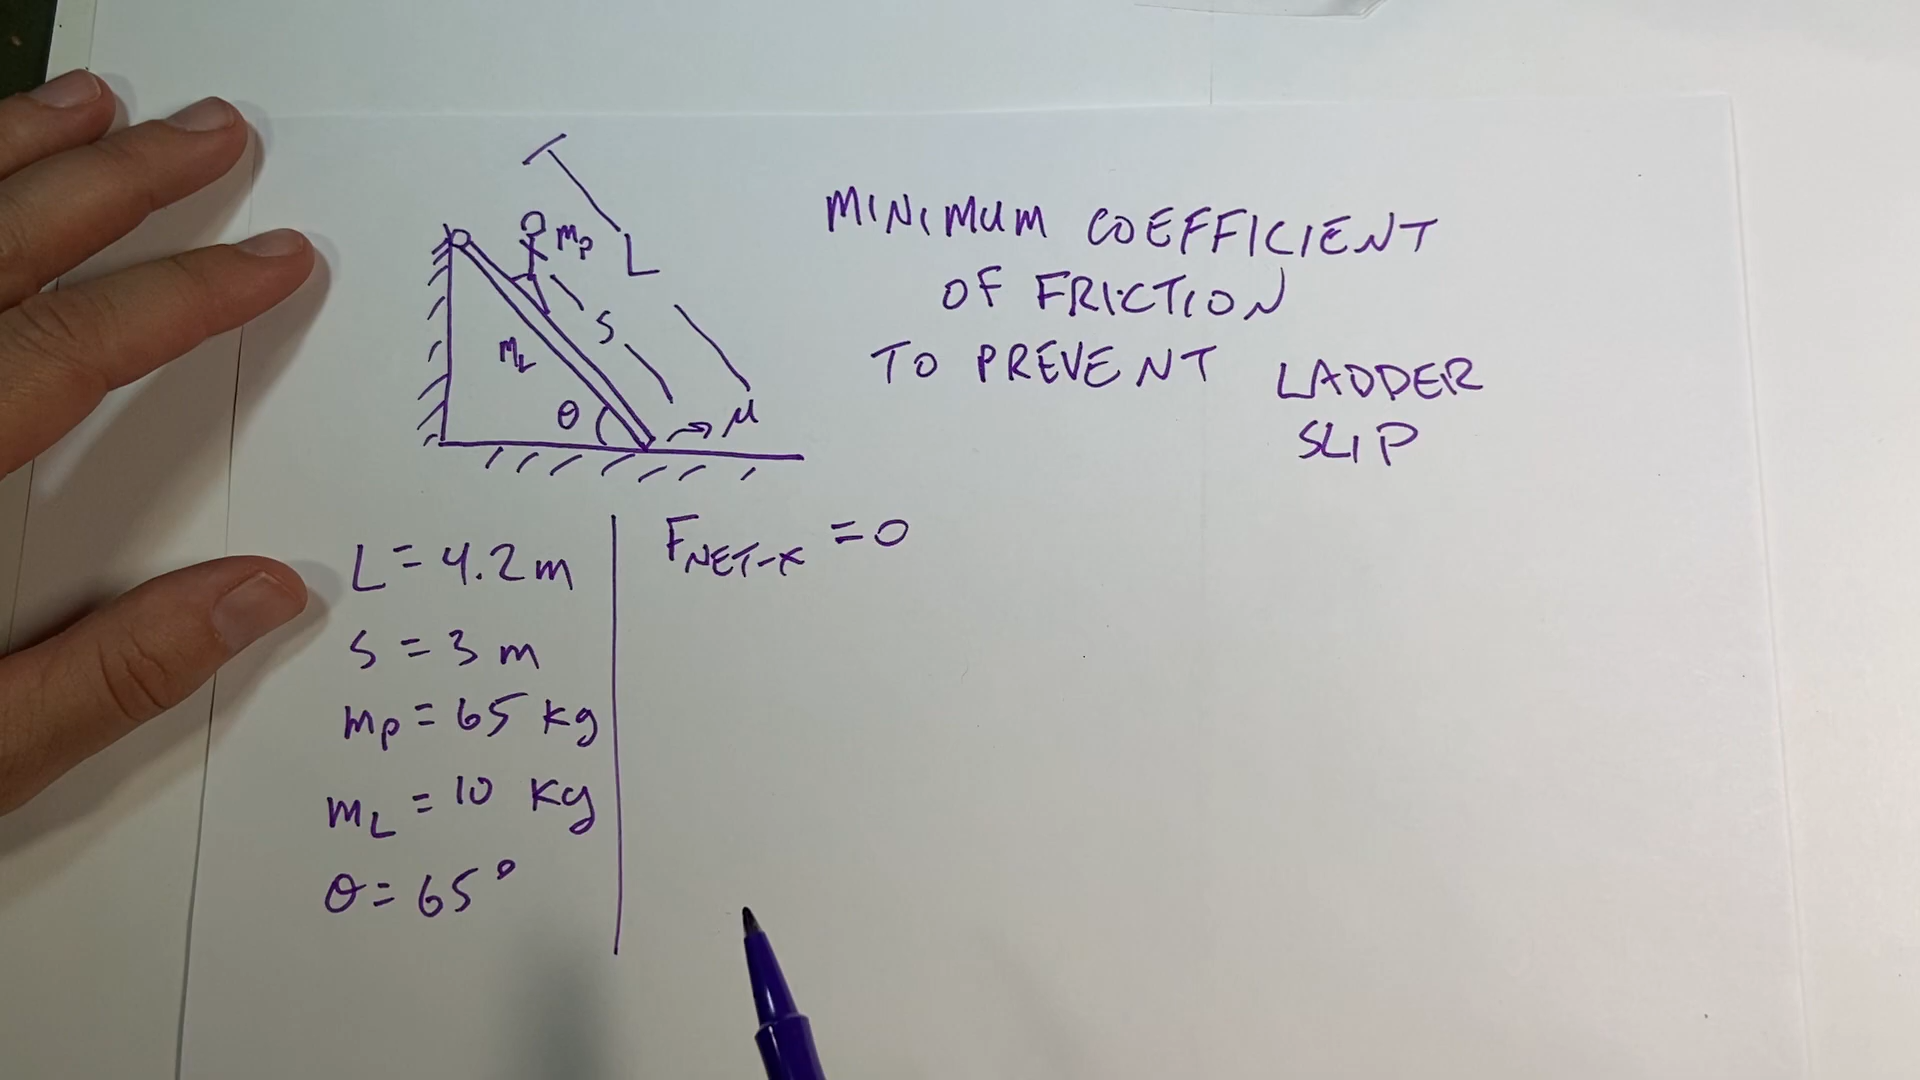 mP
L
S
mL
θ
μ
MINIMUM COEFFICIENT
OF FRICTION
TO PREVENT LADDER
SLIP
L = 4.2 m
S = 3 m
mP = 65 kg
mL = 10 kg
θ = 65°
FNET-X = 0